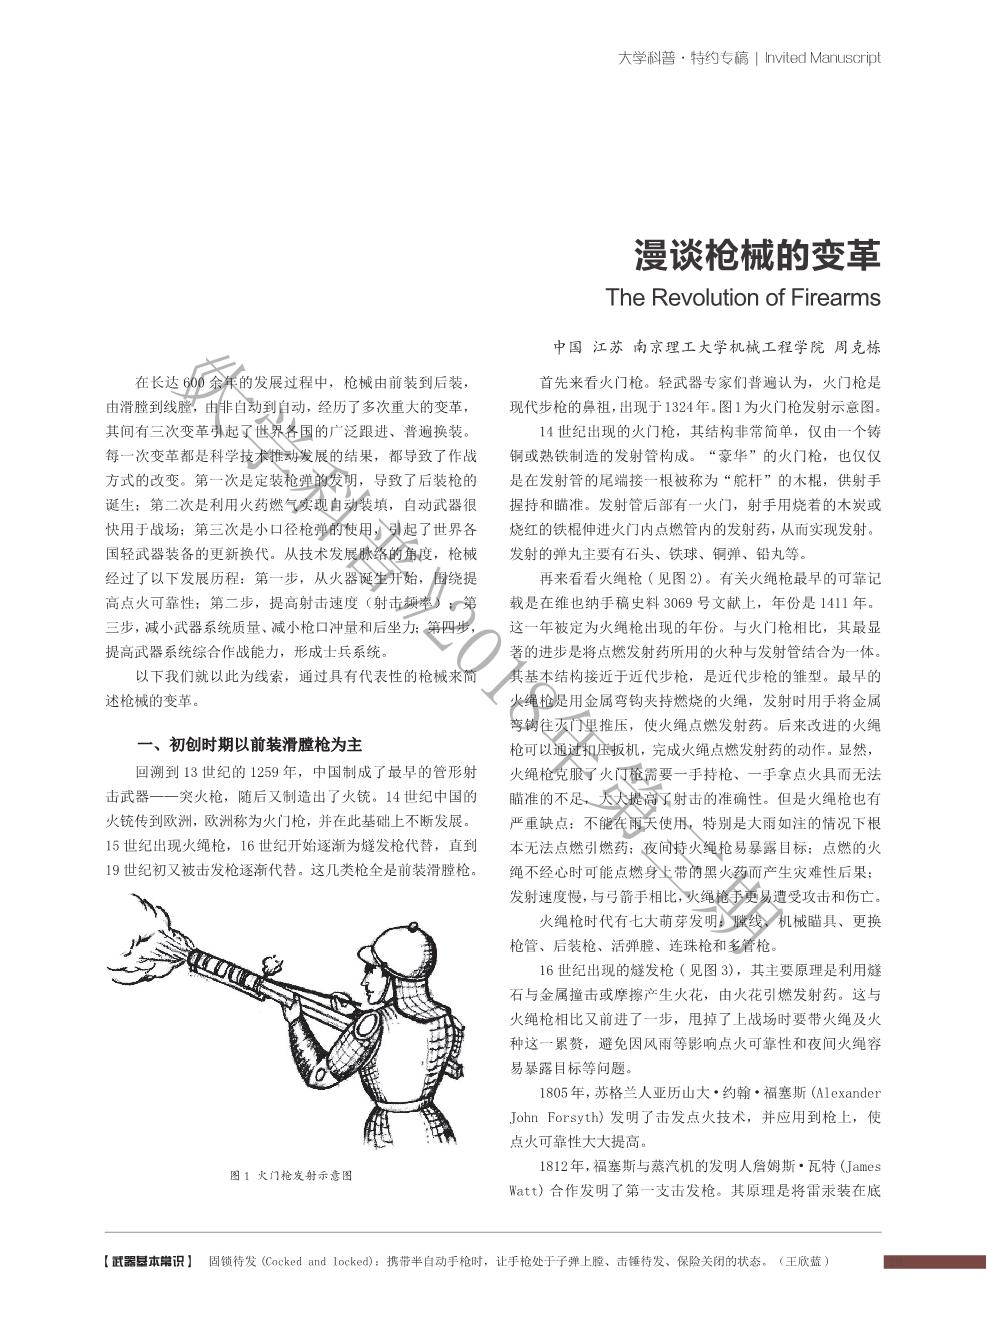 大学科普·特约专稿 | Invited Manuscript
漫谈枪械的变革
The Revolution of Firearms
中国 江苏 南京理工大学机械工程学院 周克栋
在长达 600 余年的发展过程中，枪械由前装到后装，
由滑膛到线膛，由非自动到自动，经历了多次重大的变革，
其间有三次变革引起了世界各国的广泛跟进、普遍换装。
每一次变革都是科学技术推动发展的结果，都导致了作战
方式的改变。第一次是定装枪弹的发明，导致了后装枪的
诞生；第二次是利用火药燃气实现自动装填，自动武器很
快用于战场；第三次是小口径枪弹的使用，引起了世界各
国轻武器装备的更新换代。从技术发展脉络的角度，枪械
经过了以下发展历程：第一步，从火器诞生开始，围绕提
高点火可靠性；第二步，提高射击速度（射击频率）；第
三步，减小武器系统质量、减小枪口冲量和后坐力；第四步，
提高武器系统综合作战能力，形成士兵系统。
以下我们就以此为线索，通过具有代表性的枪械来简
述枪械的变革。
一、初创时期以前装滑膛枪为主
回溯到 13 世纪的 1259 年，中国制成了最早的管形射
击武器——突火枪，随后又制造出了火铳。14 世纪中国的
火铳传到欧洲，欧洲称为火门枪，并在此基础上不断发展。
15 世纪出现火绳枪，16 世纪开始逐渐为燧发枪代替，直到
19 世纪初又被击发枪逐渐代替。这几类枪全是前装滑膛枪。
图 1 火门枪发射示意图
首先来看火门枪。轻武器专家们普遍认为，火门枪是
现代步枪的鼻祖，出现于1324年。图1为火门枪发射示意图。
14 世纪出现的火门枪，其结构非常简单，仅由一个铸
铜或熟铁制造的发射管构成。“豪华”的火门枪，也仅仅
是在发射管的尾端接一根被称为“舵杆”的木棍，供射手
握持和瞄准。发射管后部有一火门，射手用烧着的木炭或
烧红的铁棍伸进火门内点燃管内的发射药，从而实现发射。
发射的弹丸主要有石头、铁球、铜弹、铅丸等。
再来看看火绳枪 ( 见图 2)。有关火绳枪最早的可靠记
载是在维也纳手稿史料 3069 号文献上，年份是 1411 年。
这一年被定为火绳枪出现的年份。与火门枪相比，其最显
著的进步是将点燃发射药所用的火种与发射管结合为一体。
其基本结构接近于近代步枪，是近代步枪的雏型。最早的
火绳枪是用金属弯钩夹持燃烧的火绳，发射时用手将金属
弯钩往火门里推压，使火绳点燃发射药。后来改进的火绳
枪可以通过扣压扳机，完成火绳点燃发射药的动作。显然，
火绳枪克服了火门枪需要一手持枪、一手拿点火具而无法
瞄准的不足，大大提高了射击的准确性。但是火绳枪也有
严重缺点：不能在雨天使用，特别是大雨如注的情况下根
本无法点燃引燃药；夜间持火绳枪易暴露目标；点燃的火
绳不经心时可能点燃身上带的黑火药而产生灾难性后果；
发射速度慢，与弓箭手相比，火绳枪手更易遭受攻击和伤亡。
火绳枪时代有七大萌芽发明：膛线、机械瞄具、更换
枪管、后装枪、活弹膛、连珠枪和多管枪。
16 世纪出现的燧发枪 ( 见图 3)，其主要原理是利用燧
石与金属撞击或摩擦产生火花，由火花引燃发射药。这与
火绳枪相比又前进了一步，甩掉了上战场时要带火绳及火
种这一累赘，避免因风雨等影响点火可靠性和夜间火绳容
易暴露目标等问题。
1805 年，苏格兰人亚历山大·约翰·福塞斯 (Alexander
John Forsyth) 发明了击发点火技术，并应用到枪上，使
点火可靠性大大提高。
1812 年，福塞斯与蒸汽机的发明人詹姆斯·瓦特 (James
Watt) 合作发明了第一支击发枪。其原理是将雷汞装在底
《大学科普》2018年第三期
【武器基本常识】 固锁待发 (Cocked and locked)：携带半自动手枪时，让手枪处于子弹上膛、击锤待发、保险关闭的状态。（王欣蓝）